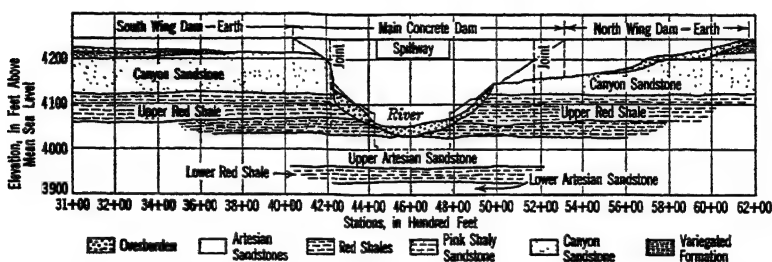 South Wing Dam—Earth Main Concrete Dam North Wing Dam—Earth
Elevation, in Feet Above
Mean Sea Level
4200
4100
4000
3900
Joint
Spillway
Joint
Canyon Sandstone
Canyon Sandstone
Upper Red Shale
River
Upper Red Shale
Upper Artesian Sandstone
Lower Red Shale
Lower Artesian Sandstone
31+00 32+00 34+00 36+00 38+00 40+00 42+00 44+00 46+00 48+00 50+00 52+00 54+00 56+00 58+00 60+00 62+00
Stations, in Hundred Feet
Overburden
Artesian
Sandstones
Red Shales
Pink Shaly
Sandstone
Canyon
Sandstone
Variegated
Formation